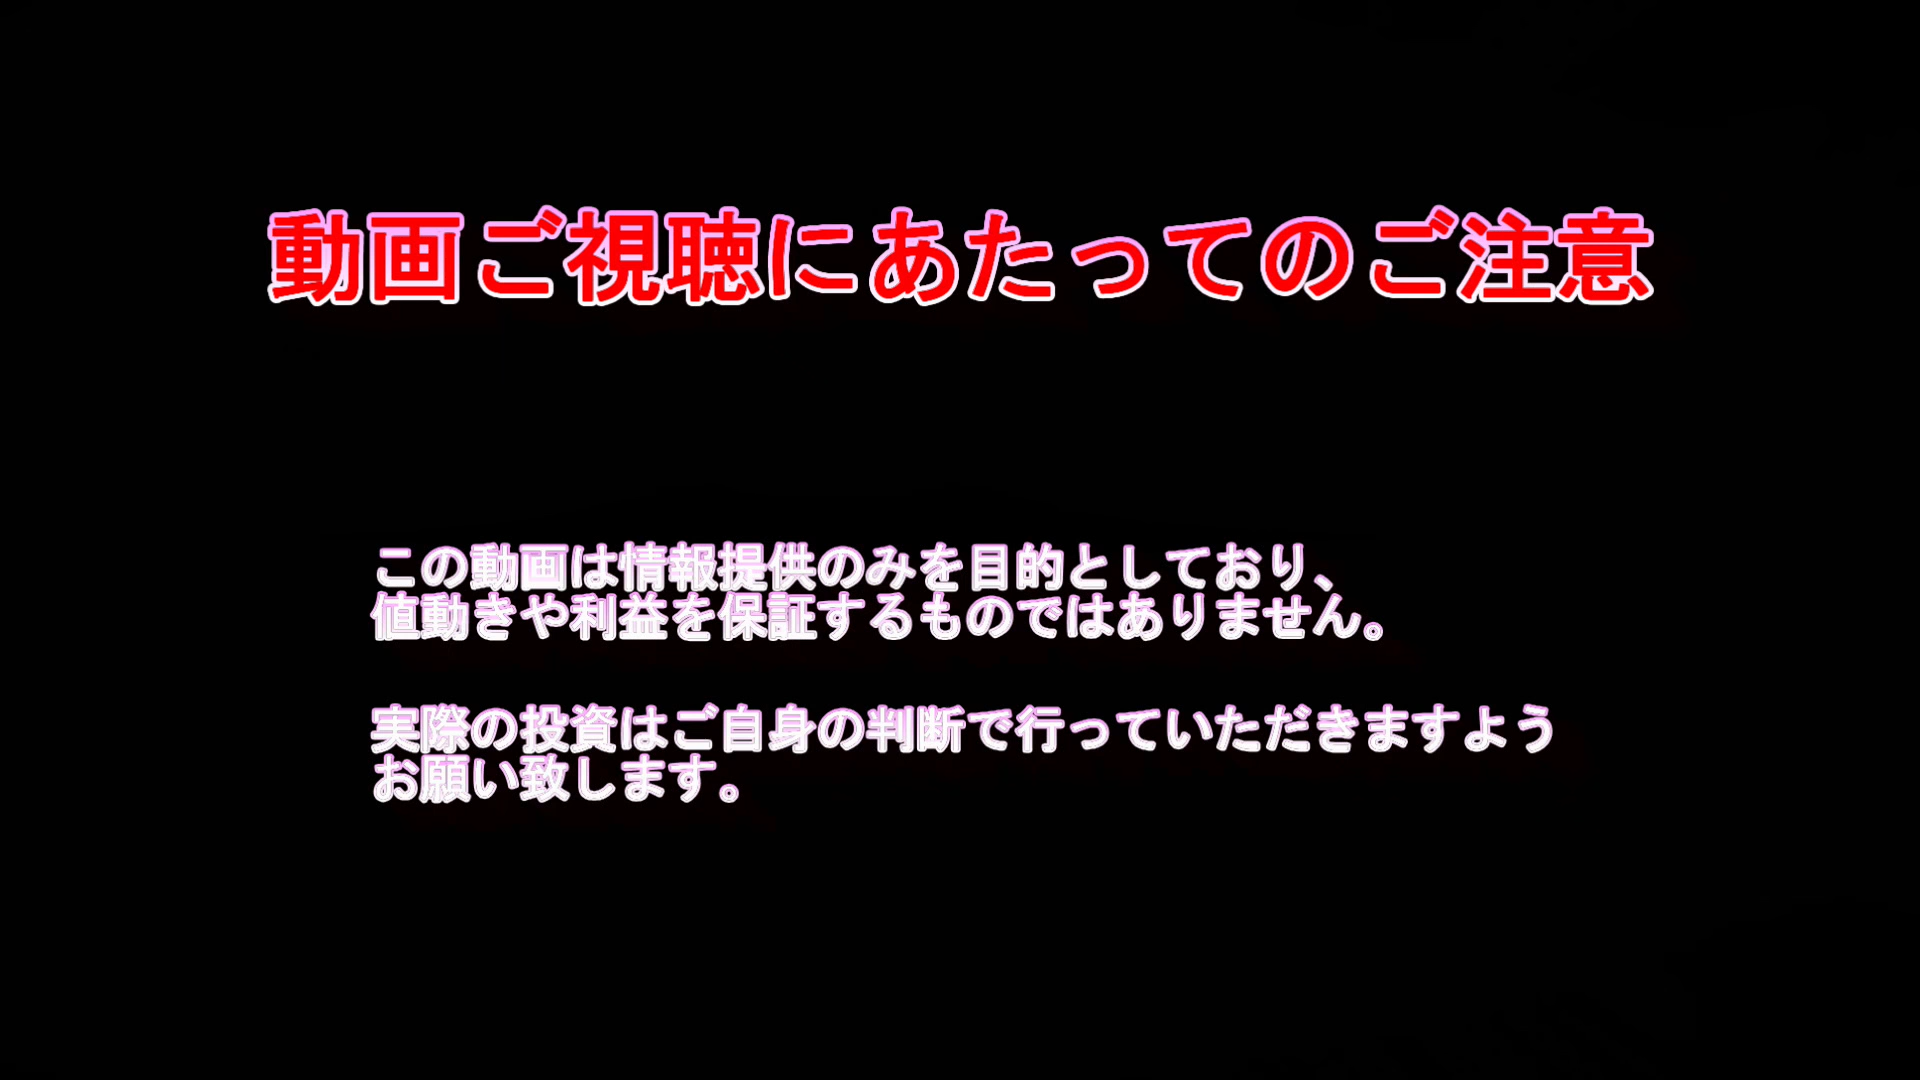 動画ご視聴にあたってのご注意
この動画は情報提供のみを目的としており、
値動きや利益を保証するものではありません。
実際の投資はご自身の判断で行っていただきますよう
お願い致します。